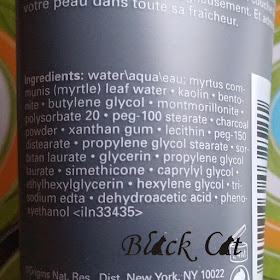 votre peau dans toute sa fraîcheur.
Ingredients: water\aqua\eau; myrtus com-
munis (myrtle) leaf water • kaolin • bento-
nite • butylene glycol • montmorillonite •
polysorbate 20 • peg-100 stearate • charcoal
powder • xanthan gum • lecithin • peg-150
distearate • propylene glycol stearate • sor-
bitan laurate • glycerin • propylene glycol
laurate • simethicone • caprylyl glycol •
ethylhexylglycerin • hexylene glycol • tri-
sodium edta • dehydroacetic acid • pheno-
xyethanol <iln33435>
Black Cat
©Origins Nat. Res., Dist. New York, NY 10022